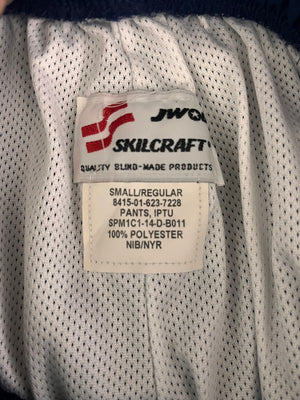 SKILCRAFT
QUALITY BLIND-MADE PRODUCTS
SMALL/REGULAR
8415-01-623-7228
PANTS, IPTU
SPM1C1-14-D-B011
100% POLYESTER
NIB/NYR